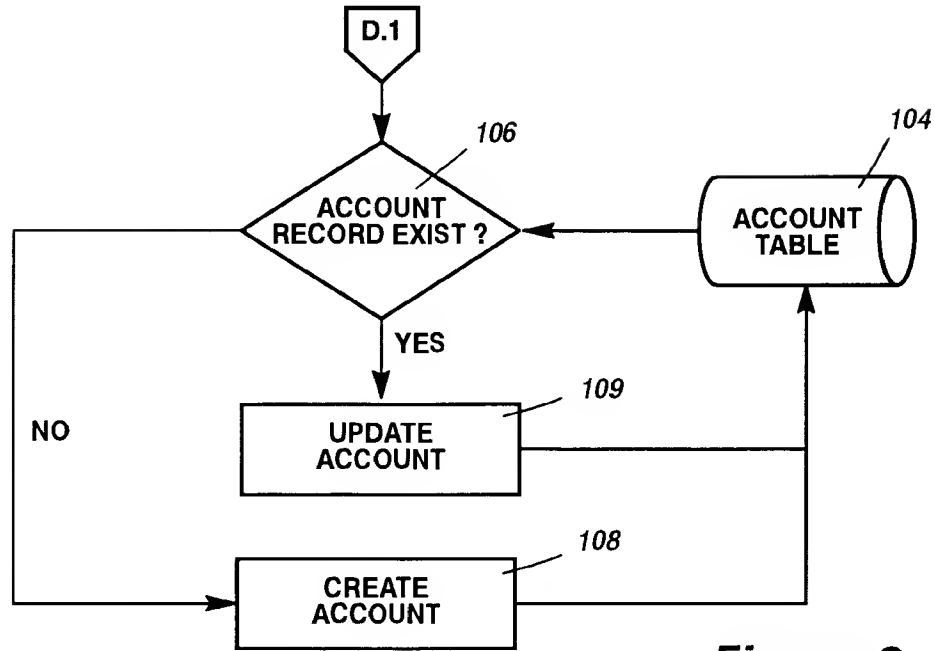 D.1
106
104
ACCOUNT
RECORD EXIST ?
ACCOUNT
TABLE
YES
109
NO
UPDATE
ACCOUNT
108
CREATE
ACCOUNT